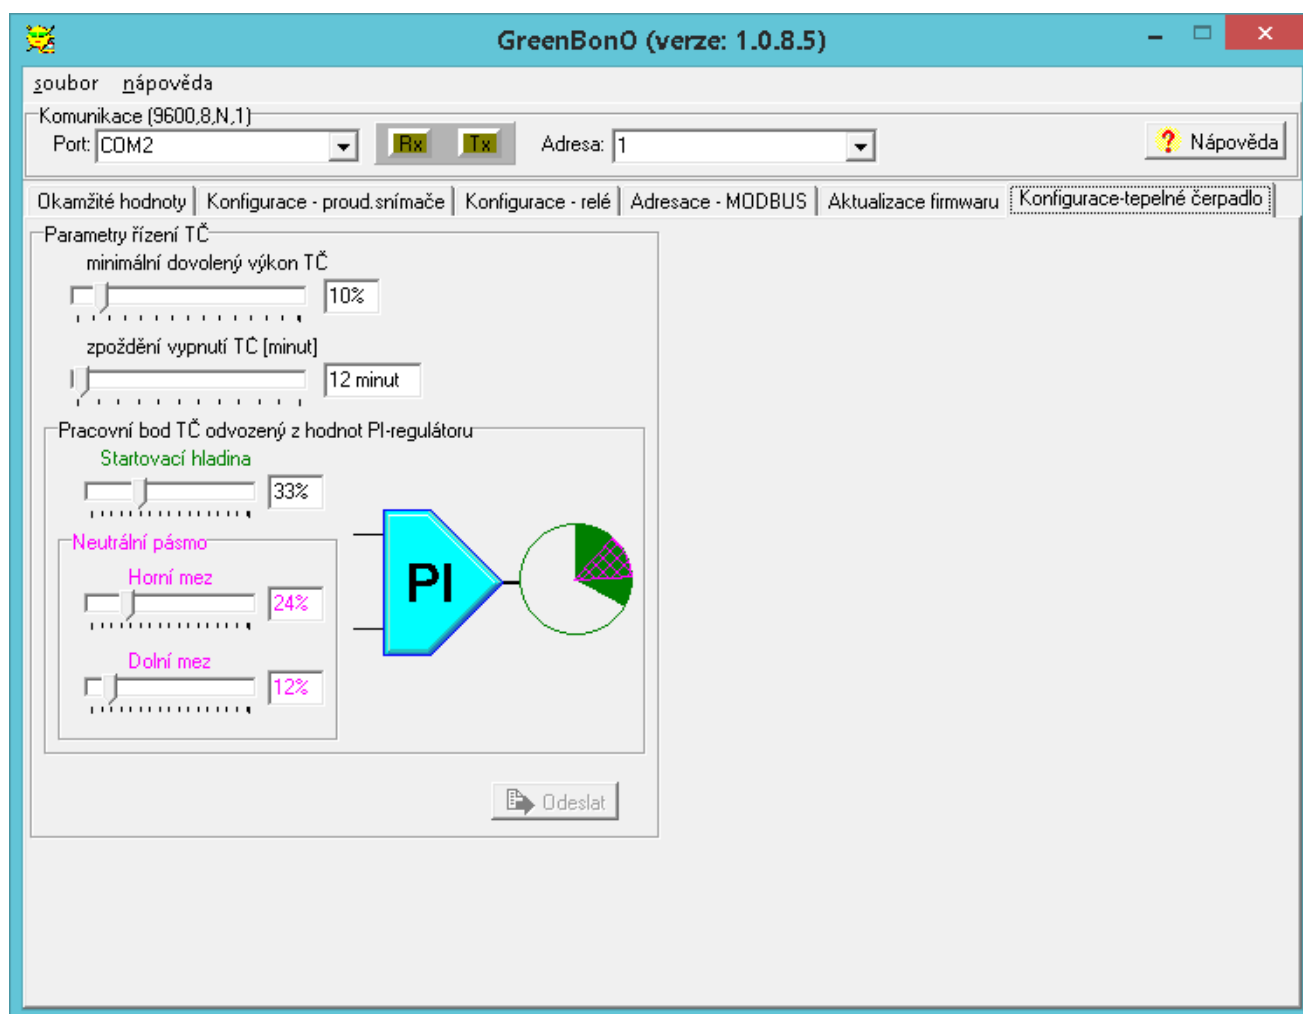 GreenBonO (verze: 1.0.8.5)
soubor nápověda
Komunikace (9600,8,N,1)
Port: COM2 Rx Tx Adresa: 1 Nápověda
Okamžité hodnoty Konfigurace - proud.snímače Konfigurace - relé Adresace - MODBUS Aktualizace firmwaru Konfigurace-tepelné čerpadlo
Parametry řízení TČ
minimální dovolený výkon TČ
10%
zpoždění vypnutí TČ [minut]
12 minut
Pracovní bod TČ odvozený z hodnot PI-regulátoru
Startovací hladina
33%
Neutrální pásmo
Horní mez
24%
PI
Dolní mez
12%
Odeslat